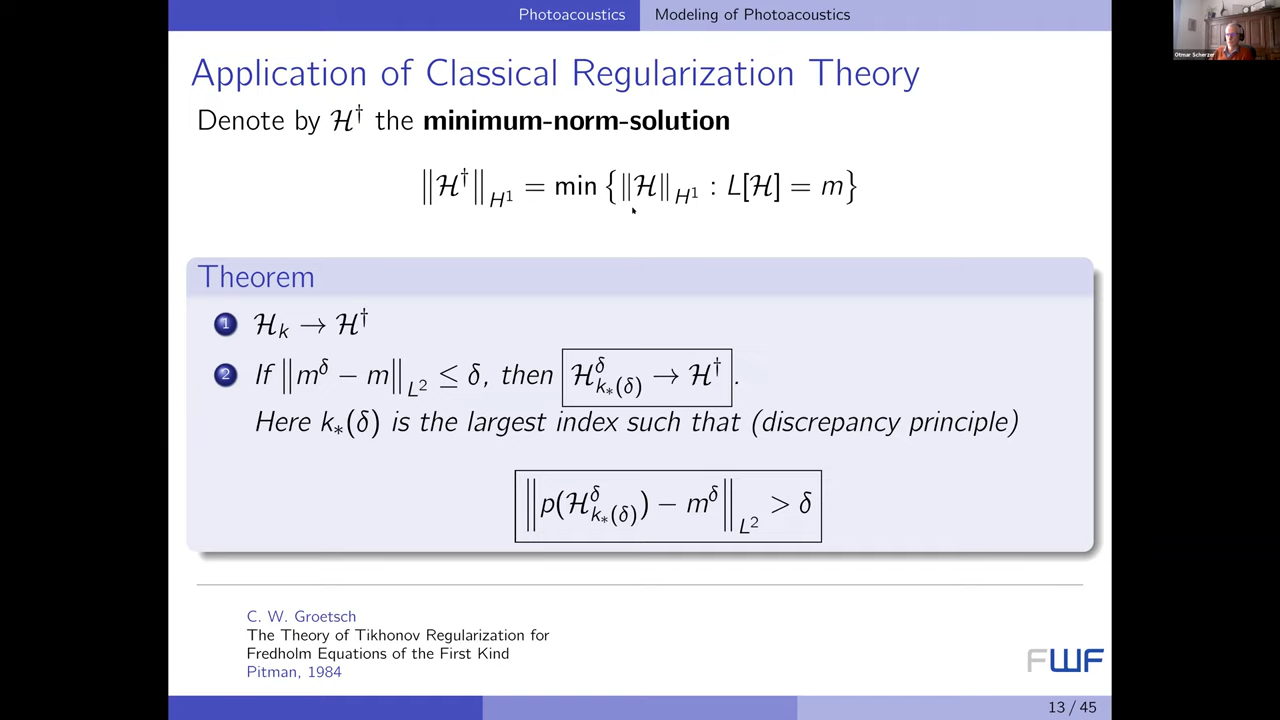 Photoacoustics
Modeling of Photoacoustics
Otmar Scherzer
Application of Classical Regularization Theory
Denote by ℋ† the minimum-norm-solution
‖ℋ†‖_{H¹} = min {‖ℋ‖_{H¹} : L[ℋ] = m}
Theorem
1 ℋ_k → ℋ†
2 If ‖m^δ − m‖_{L²} ≤ δ, then ℋ^δ_{k_*(δ)} → ℋ†.
Here k_*(δ) is the largest index such that (discrepancy principle)
‖p(ℋ^δ_{k_*(δ)}) − m^δ‖_{L²} > δ
C. W. Groetsch
The Theory of Tikhonov Regularization for
Fredholm Equations of the First Kind
Pitman, 1984
FWF
13 / 45